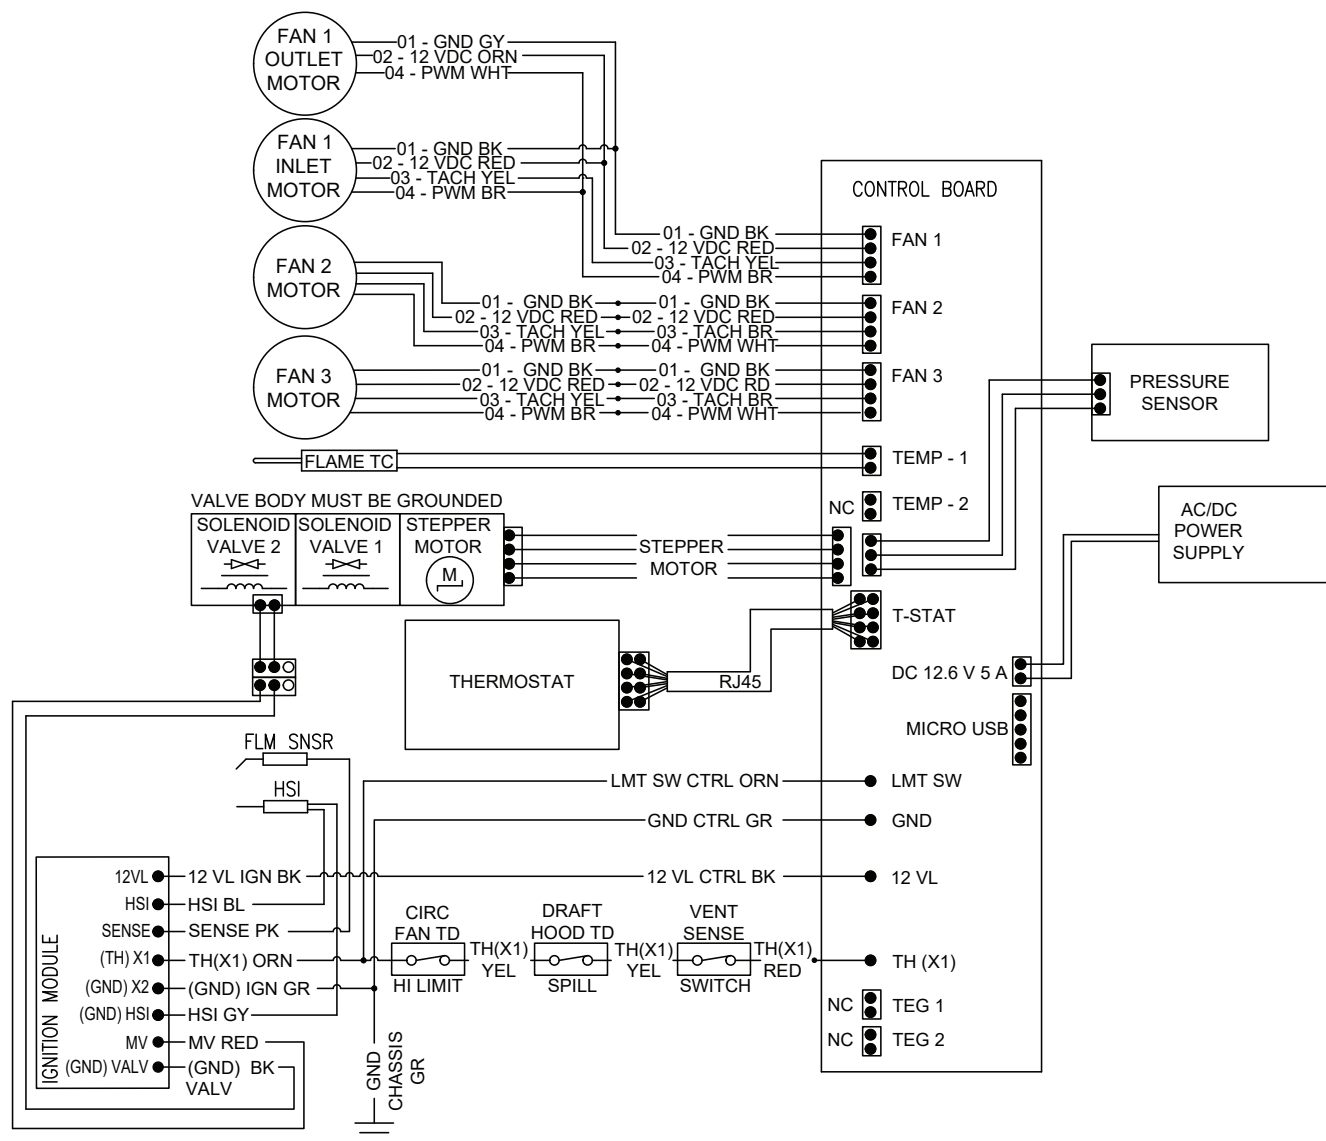 FAN 1
OUTLET
MOTOR
01 - GND GY
02 - 12 VDC ORN
04 - PWM WHT
FAN 1
INLET
MOTOR
01 - GND BK
02 - 12 VDC RED
03 - TACH YEL
04 - PWM BR
CONTROL BOARD
01 - GND BK
02 - 12 VDC RED
03 - TACH YEL
04 - PWM BR
FAN 1
FAN 2
MOTOR
01 - GND BK
02 - 12 VDC RED
03 - TACH YEL
04 - PWM BR
01 - GND BK
02 - 12 VDC RED
03 - TACH BR
04 - PWM WHT
FAN 2
FAN 3
MOTOR
01 - GND BK
02 - 12 VDC RED
03 - TACH YEL
04 - PWM BR
01 - GND BK
02 - 12 VDC RD
03 - TACH BR
04 - PWM WHT
FAN 3
PRESSURE
SENSOR
FLAME TC
TEMP - 1
VALVE BODY MUST BE GROUNDED
NC
TEMP - 2
SOLENOID
VALVE 2
SOLENOID
VALVE 1
STEPPER
MOTOR
M
STEPPER
MOTOR
AC/DC
POWER
SUPPLY
T-STAT
THERMOSTAT
RJ45
DC 12.6 V 5 A
MICRO USB
FLM SNSR
HSI
LMT SW CTRL ORN
LMT SW
GND CTRL GR
GND
IGNITION MODULE
12VL
12 VL IGN BK
12 VL CTRL BK
12 VL
HSI
HSI BL
SENSE
SENSE PK
(TH) X1
TH(X1) ORN
CIRC
FAN TD
HI LIMIT
TH(X1)
YEL
DRAFT
HOOD TD
SPILL
TH(X1)
YEL
VENT
SENSE
SWITCH
TH(X1)
RED
TH (X1)
(GND) X2
(GND) IGN GR
(GND) HSI
HSI GY
MV
MV RED
(GND) VALV
(GND) BK
VALV
GND
CHASSIS
GR
NC
TEG 1
NC
TEG 2